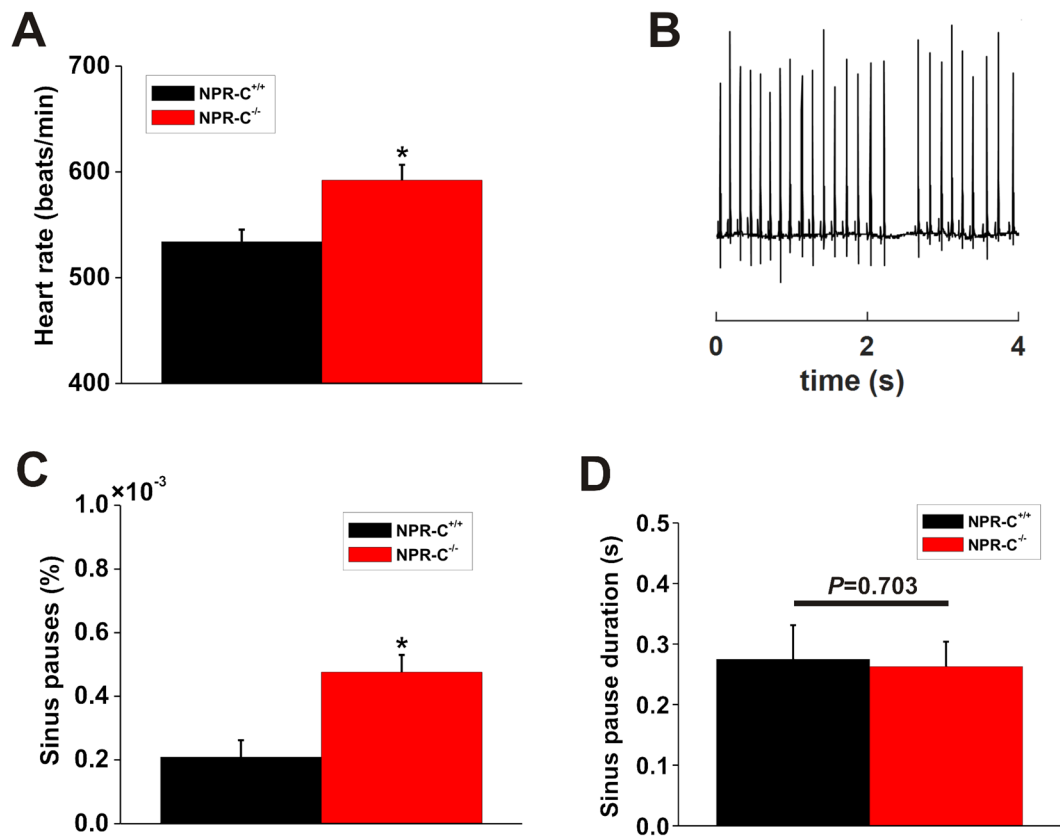 A
Heart rate (beats/min)
700
600
500
400
NPR-C+/+
NPR-C-/-
*
B
0
2
4
time (s)
C
Sinus pauses (%)
1.0×10-3
0.8
0.6
0.4
0.2
0.0
NPR-C+/+
NPR-C-/-
*
D
Sinus pause duration (s)
0.5
0.4
0.3
0.2
0.1
0.0
NPR-C+/+
NPR-C-/-
P=0.703